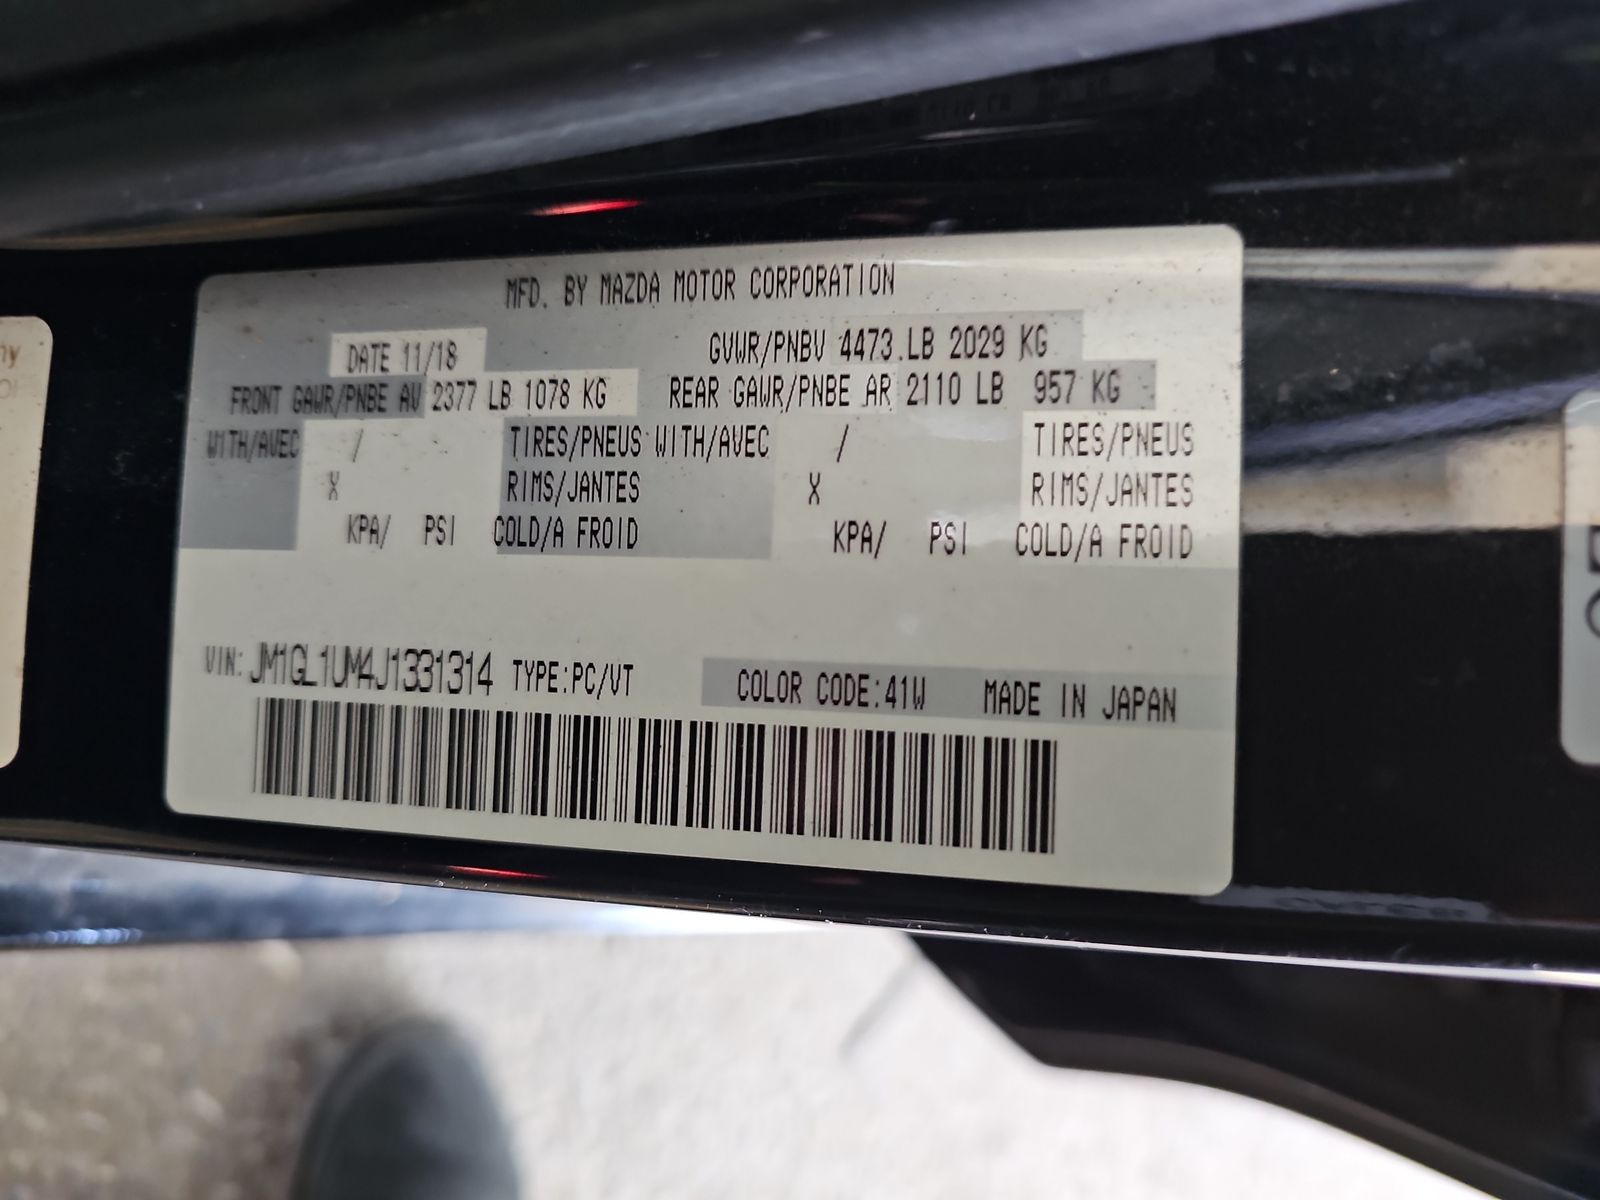 MFD. BY MAZDA MOTOR CORPORATION
DATE 11/18 GVWR/PNBV 4473.LB 2029 KG
FRONT GAWR/PNBE AV 2377 LB 1078 KG REAR GAWR/PNBE AR 2110 LB 957 KG
WITH/AVEC / TIRES/PNEUS WITH/AVEC / TIRES/PNEUS
X RIMS/JANTES X RIMS/JANTES
KPA/ PSI COLD/A FROID KPA/ PSI COLD/A FROID
VIN: JM1GL1UM4J1331314 TYPE:PC/VT COLOR CODE:41W MADE IN JAPAN